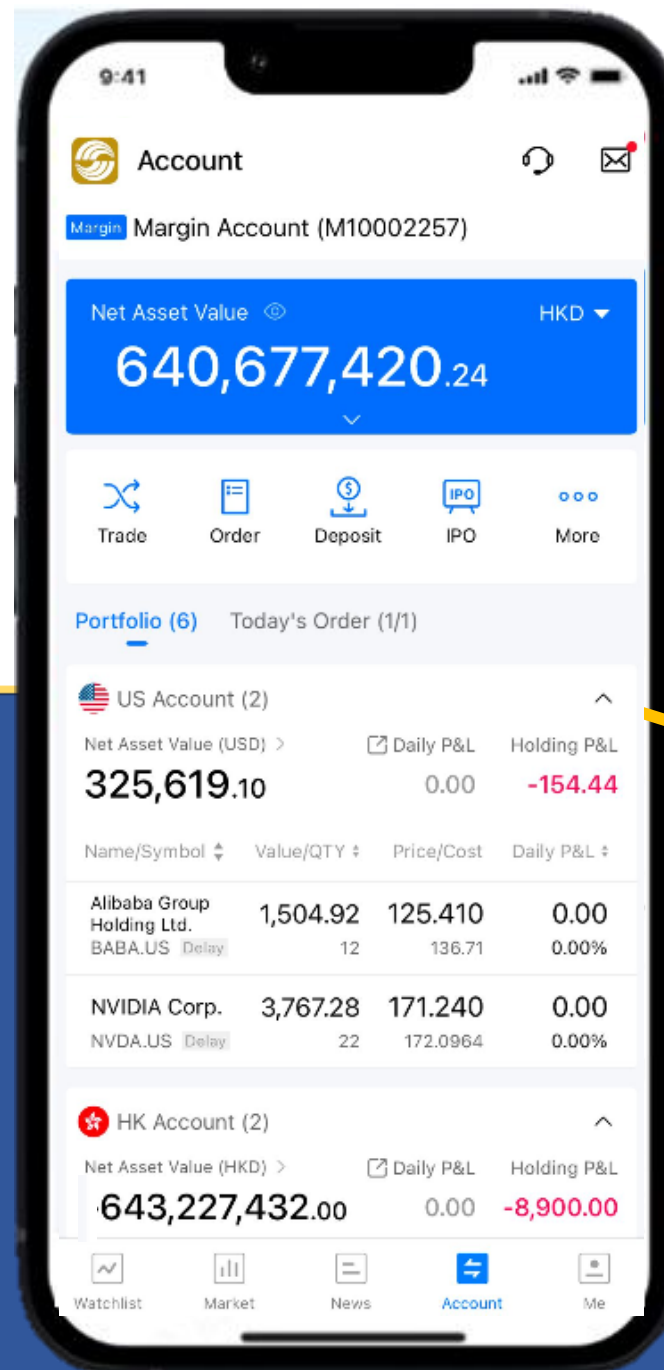 9:41
Account
Margin Margin Account (M10002257)
Net Asset Value HKD
640,677,420.24
Trade Order Deposit IPO More
IPO
Portfolio (6) Today's Order (1/1)
US Account (2)
Net Asset Value (USD) > Daily P&L Holding P&L
325,619.10 0.00 -154.44
Name/Symbol Value/QTY Price/Cost Daily P&L
Alibaba Group
Holding Ltd. 1,504.92 125.410 0.00
BABA.US Delay 12 136.71 0.00%
NVIDIA Corp. 3,767.28 171.240 0.00
NVDA.US Delay 22 172.0964 0.00%
HK Account (2)
Net Asset Value (HKD) > Daily P&L Holding P&L
643,227,432.00 0.00 -8,900.00
Watchlist Market News Account Me